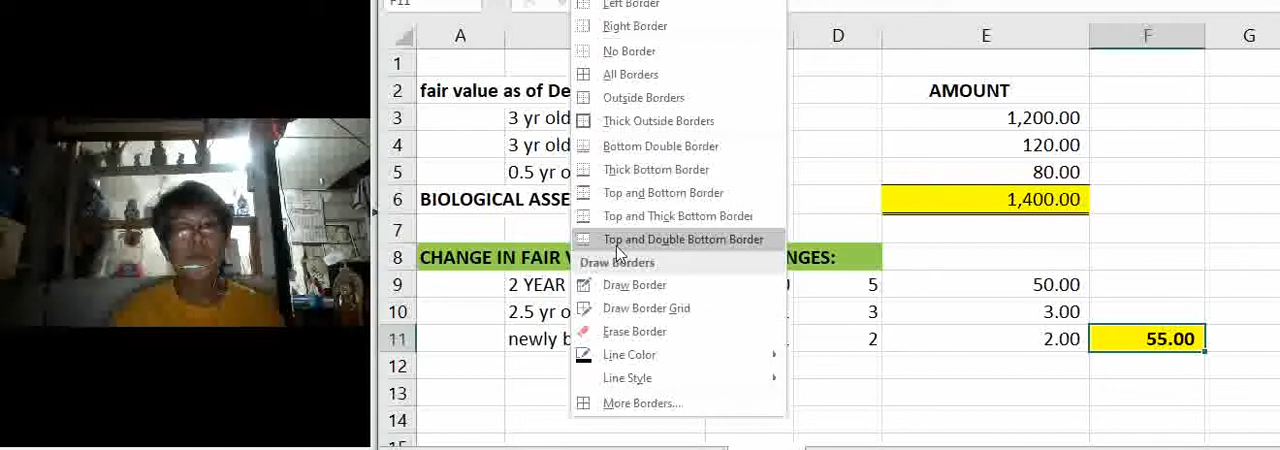 F11
Left Border
Right Border
No Border
All Borders
Outside Borders
Thick Outside Borders
Bottom Double Border
Thick Bottom Border
Top and Bottom Border
Top and Thick Bottom Border
Top and Double Bottom Border
Draw Borders
Draw Border
Draw Border Grid
Erase Border
Line Color
Line Style
More Borders...
A D E F G
1
2 fair value as of De AMOUNT
3 3 yr old 1,200.00
4 3 yr old 120.00
5 0.5 yr o 80.00
6 BIOLOGICAL ASSE 1,400.00
7
8 CHANGE IN FAIR V NGES:
9 2 YEAR 5 50.00
10 2.5 yr o 3 3.00
11 newly b 2 2.00 55.00
12
13
14
15